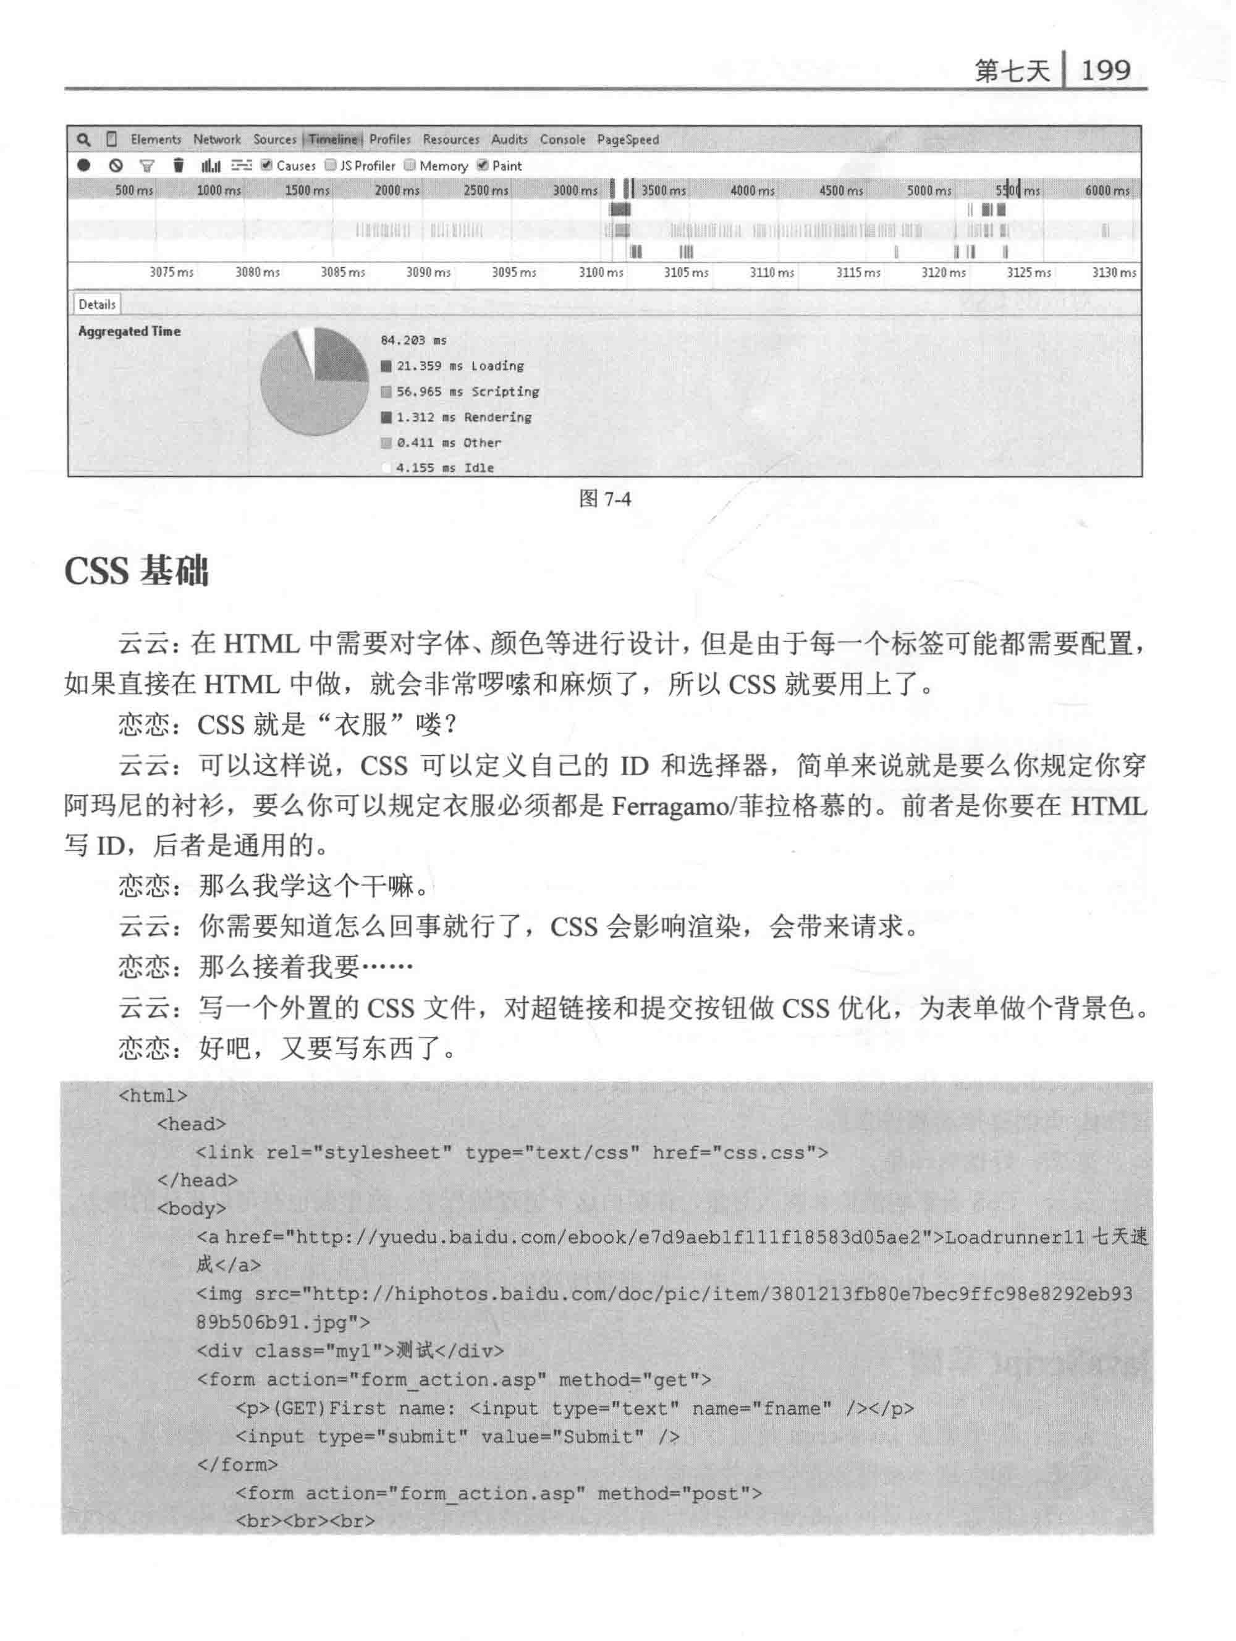 第七天 | 199
Elements Network Sources Timeline Profiles Resources Audits Console PageSpeed
Causes JS Profiler Memory Paint
500 ms 1000 ms 1500 ms 2000 ms 2500 ms 3000 ms 3500 ms 4000 ms 4500 ms 5000 ms 5500 ms 6000 ms
3075 ms 3080 ms 3085 ms 3090 ms 3095 ms 3100 ms 3105 ms 3110 ms 3115 ms 3120 ms 3125 ms 3130 ms
Details
Aggregated Time
84.203 ms
21.359 ms Loading
56.965 ms Scripting
1.312 ms Rendering
0.411 ms Other
4.155 ms Idle
图 7-4
CSS 基础
云云：在 HTML 中需要对字体、颜色等进行设计，但是由于每一个标签可能都需要配置，
如果直接在 HTML 中做，就会非常啰嗦和麻烦了，所以 CSS 就要用上了。
恋恋：CSS 就是“衣服”喽？
云云：可以这样说，CSS 可以定义自己的 ID 和选择器，简单来说就是要么你规定你穿
阿玛尼的衬衫，要么你可以规定衣服必须都是 Ferragamo/菲拉格慕的。前者是你要在 HTML
写 ID，后者是通用的。
恋恋：那么我学这个干嘛。
云云：你需要知道怎么回事就行了，CSS 会影响渲染，会带来请求。
恋恋：那么接着我要……
云云：写一个外置的 CSS 文件，对超链接和提交按钮做 CSS 优化，为表单做个背景色。
恋恋：好吧，又要写东西了。
<html>
<head>
<link rel="stylesheet" type="text/css" href="css.css">
</head>
<body>
<a href="http://yuedu.baidu.com/ebook/e7d9aeb1f111f18583d05ae2">Loadrunner11 七天速
成</a>
<img src="http://hiphotos.baidu.com/doc/pic/item/3801213fb80e7bec9ffc98e8292eb93
89b506b91.jpg">
<div class="my1">测试</div>
<form action="form_action.asp" method="get">
<p>(GET)First name: <input type="text" name="fname" /></p>
<input type="submit" value="Submit" />
</form>
<form action="form_action.asp" method="post">
<br><br><br>